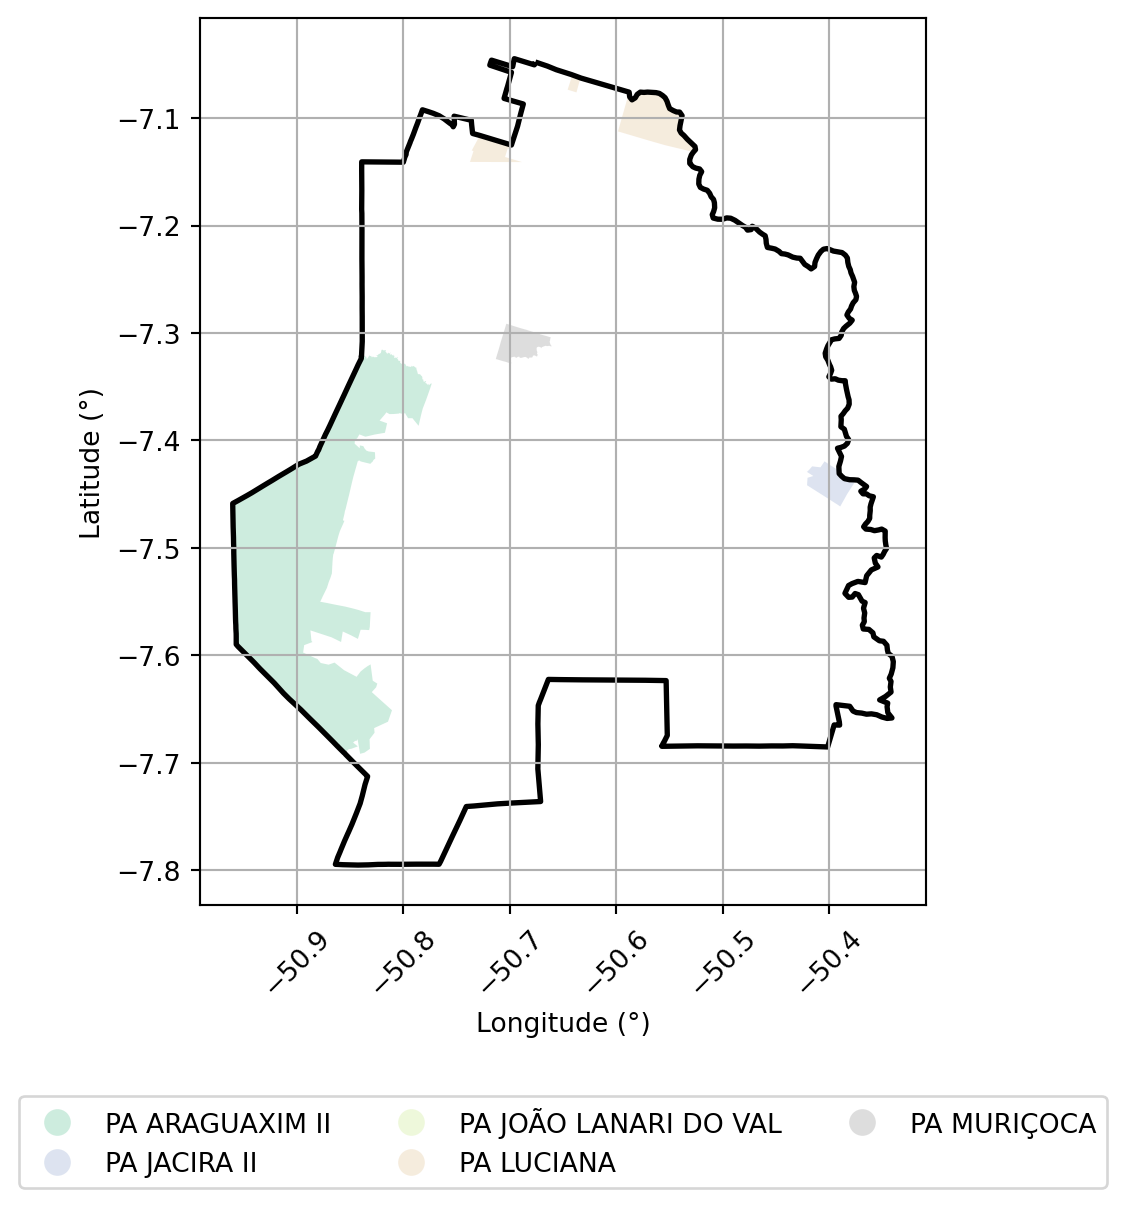 −7.1
−7.2
−7.3
−7.4
−7.5
−7.6
−7.7
−7.8
Latitude (°)
−50.9
−50.8
−50.7
−50.6
−50.5
−50.4
Longitude (°)
PA ARAGUAXIM II
PA JACIRA II
PA JOÃO LANARI DO VAL
PA LUCIANA
PA MURIÇOCA